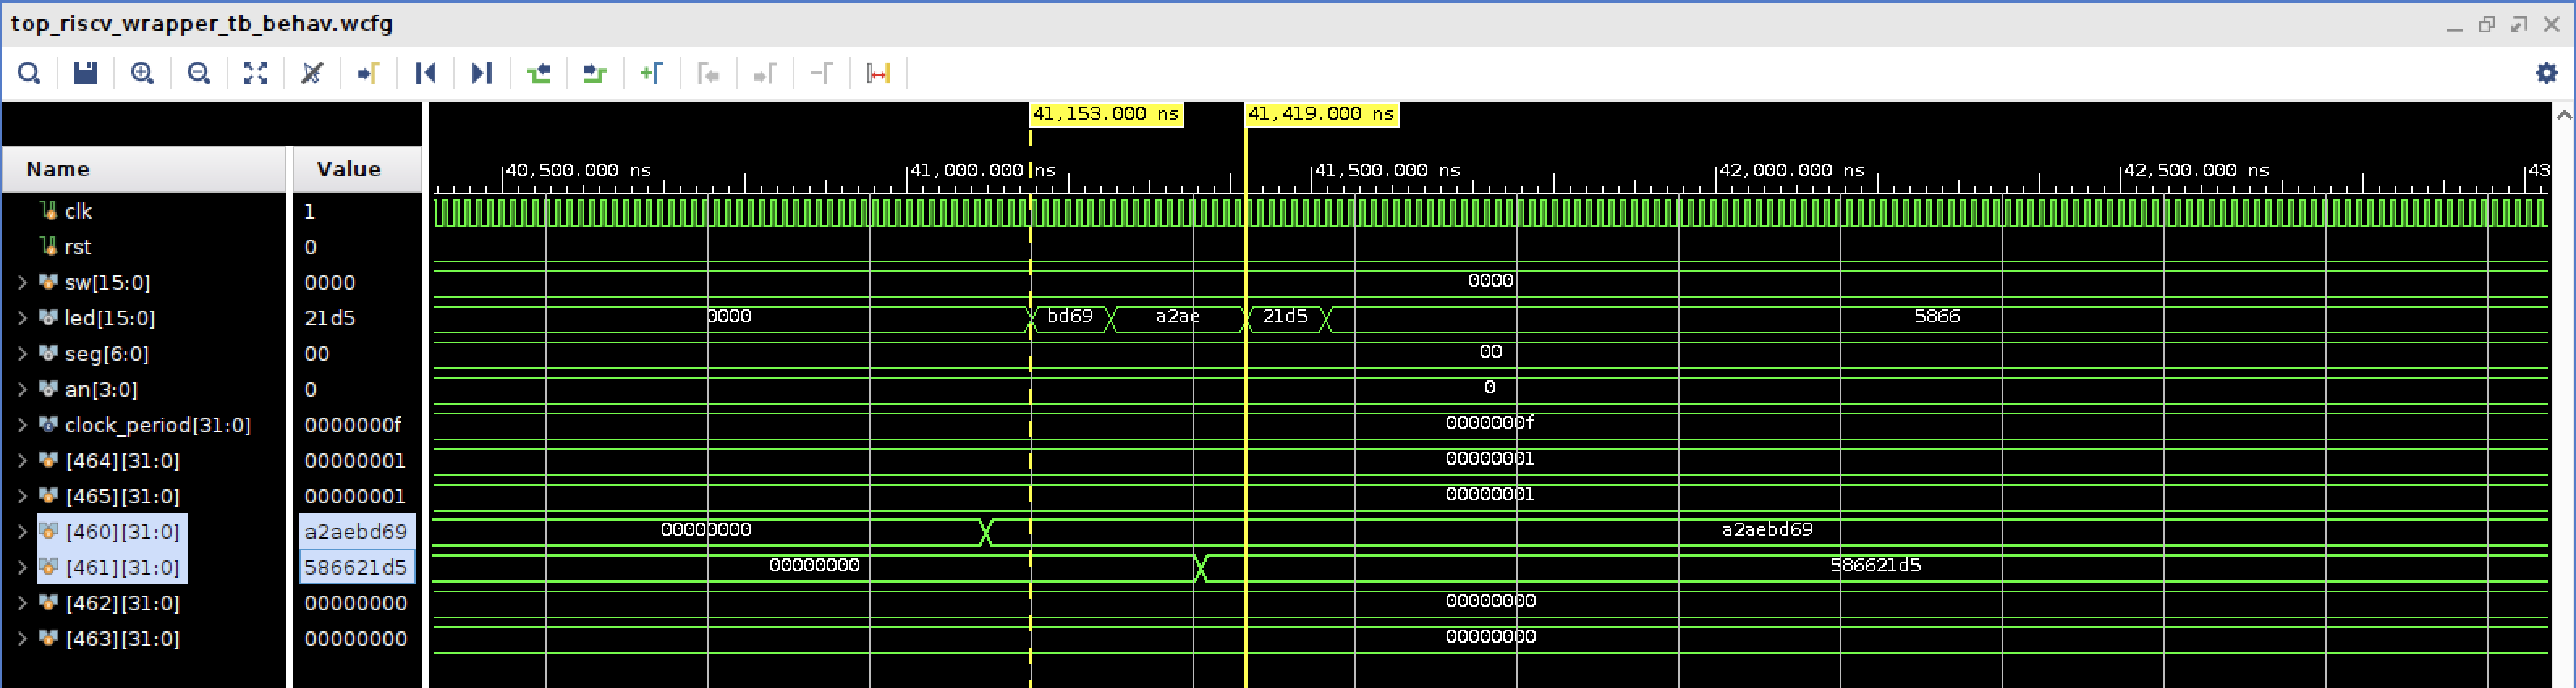 top_riscv_wrapper_tb_behav.wcfg
41,153.000 ns 41,419.000 ns
Name Value 40,500.000 ns 41,000.000 ns 41,500.000 ns 42,000.000 ns 42,500.000 ns 43
clk 1
rst 0
sw[15:0] 0000 0000
led[15:0] 21d5 0000 bd69 a2ae 21d5 5866
seg[6:0] 00 00
an[3:0] 0 0
clock_period[31:0] 0000000f 0000000f
[464][31:0] 00000001 00000001
[465][31:0] 00000001 00000001
[460][31:0] a2aebd69 00000000 a2aebd69
[461][31:0] 586621d5 00000000 586621d5
[462][31:0] 00000000 00000000
[463][31:0] 00000000 00000000